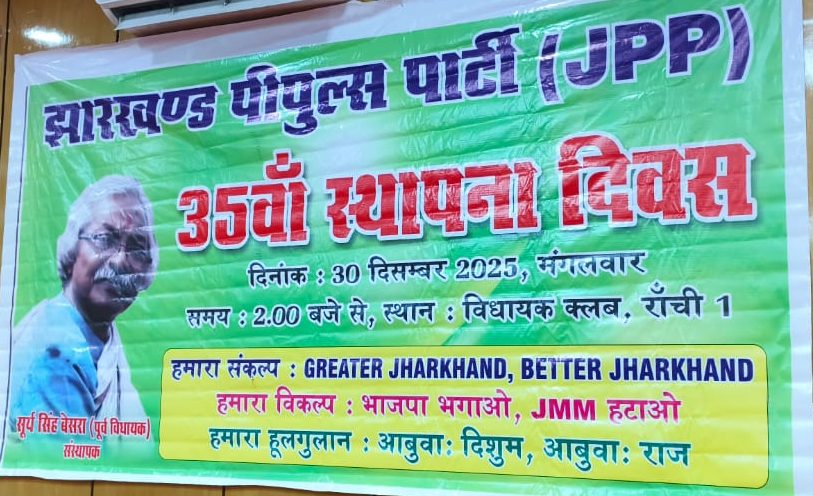 झारखण्ड पीपुल्स पार्टी (JPP)
35वाँ स्थापना दिवस
दिनांक : 30 दिसम्बर 2025, मंगलवार
समय : 2.00 बजे से, स्थान : विधायक क्लब, राँची 1
हमारा संकल्प : GREATER JHARKHAND, BETTER JHARKHAND
हमारा विकल्प : भाजपा भगाओ, JMM हटाओ
हमारा हूलगुलान : आबुवाः दिशुम, आबुवाः राज
सूर्य सिंह बेसरा (पूर्व विधायक)
संस्थापक